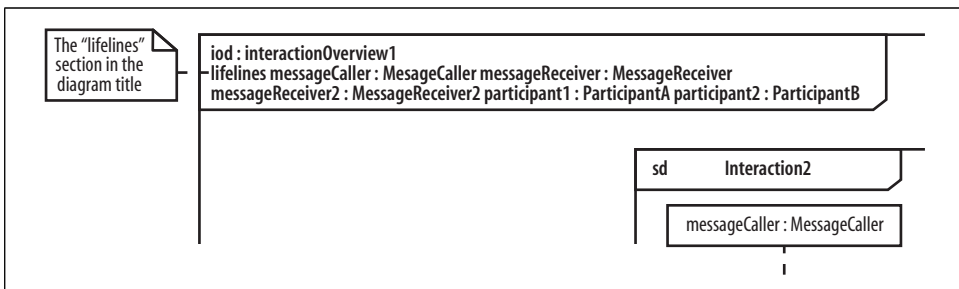 The “lifelines”
section in the
diagram title
iod : interactionOverview1
lifelines messageCaller : MesageCaller messageReceiver : MessageReceiver
messageReceiver2 : MessageReceiver2 participant1 : ParticipantA participant2 : ParticipantB
sd Interaction2
messageCaller : MessageCaller